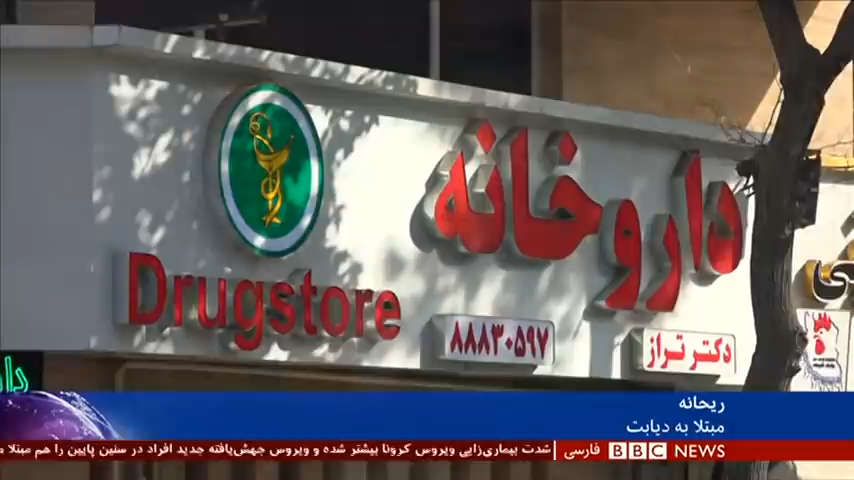 داروخانه
Drugstore
۸۸۸۳۰۵۹۷
دکتر تراز
ریحانه
مبتلا به دیابت
BBC NEWS فارسی
شدت بیماری‌زایی ویروس کرونا بیشتر شده و ویروس جهش‌یافته جدید افراد در سنین پایین را هم مبتلا